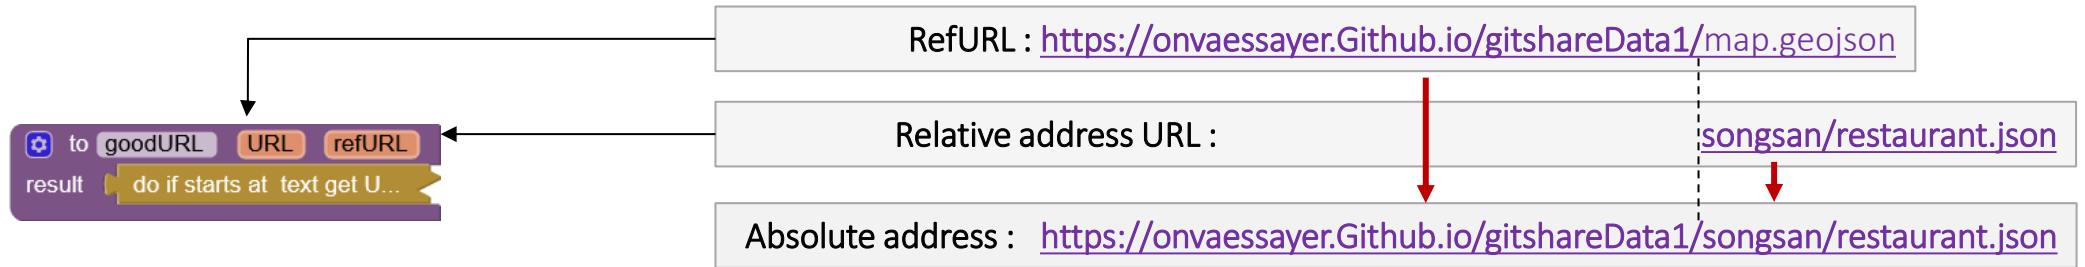 RefURL : https://onvaessayer.Github.io/gitshareData1/map.geojson
Relative address URL : songsan/restaurant.json
to goodURL URL refURL
result do if starts at text get U...
Absolute address : https://onvaessayer.Github.io/gitshareData1/songsan/restaurant.json